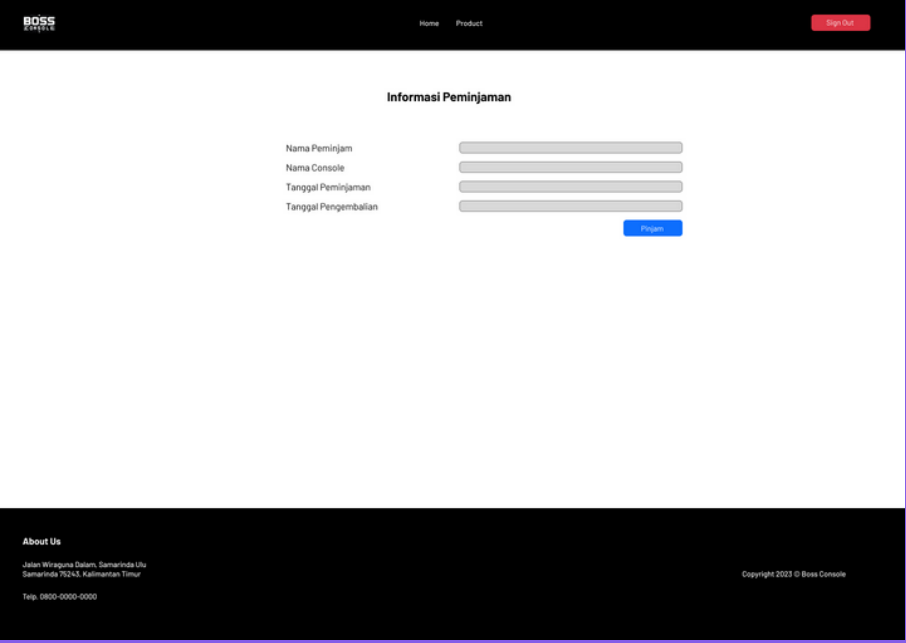 BOSS
CONSOLE
Home
Product
Sign Out
Informasi Peminjaman
Nama Peminjam
Nama Console
Tanggal Peminjaman
Tanggal Pengembalian
Pinjam
About Us
Jalan Wiraguna Dalam, Samarinda Ulu
Samarinda 75243, Kalimantan Timur
Telp. 0800-0000-0000
Copyright 2023 © Boss Console